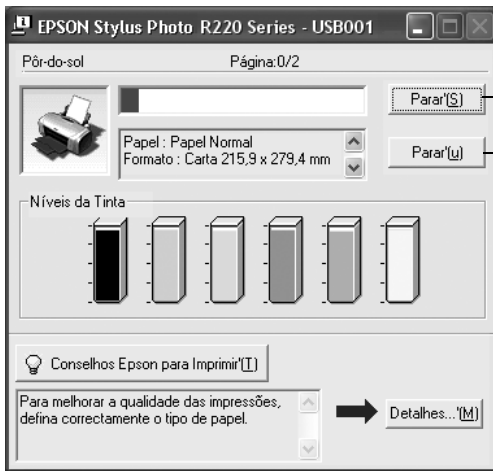 EPSON Stylus Photo R220 Series - USB001
Pôr-do-sol Página:0/2
Parar'(S)
Papel : Papel Normal
Formato : Carta 215,9 x 279,4 mm
Parar'(u)
Níveis da Tinta
Conselhos Epson para Imprimir'(T)
Para melhorar a qualidade das impressões,
defina correctamente o tipo de papel.
Detalhes...'(M)